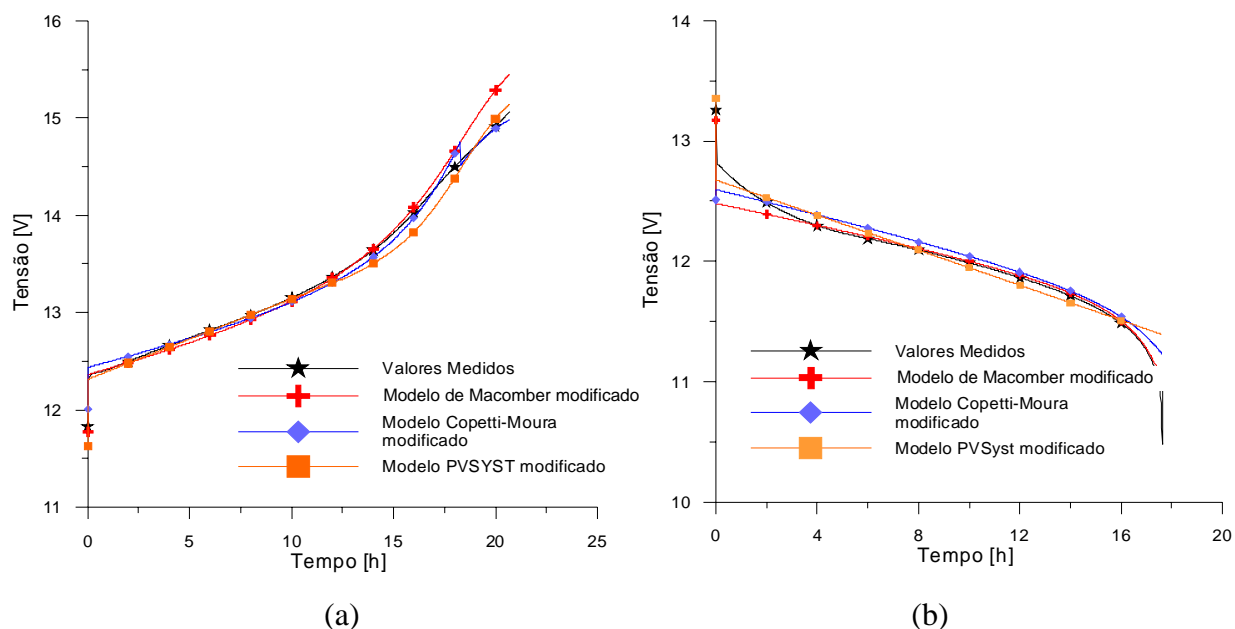 16
15
14
13
12
11
Tensão [V]
0
5
10
15
20
25
Tempo [h]
Valores Medidos
Modelo de Macomber modificado
Modelo Copetti-Moura
modificado
Modelo PVSYST modificado
(a)
14
13
12
11
10
Tensão [V]
0
4
8
12
16
20
Tempo [h]
Valores Medidos
Modelo de Macomber modificado
Modelo Copetti-Moura
modificado
Modelo PVSyst modificado
(b)